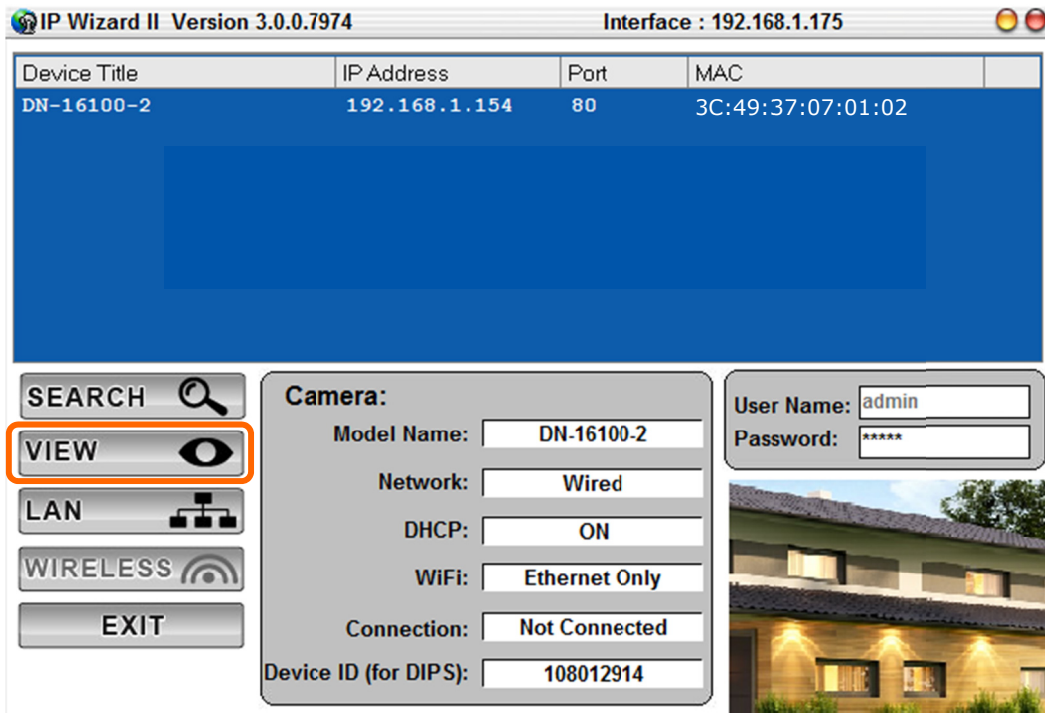 IP Wizard II Version 3.0.0.7974 Interface : 192.168.1.175
Device Title IP Address Port MAC
DN-16100-2 192.168.1.154 80 3C:49:37:07:01:02
SEARCH
VIEW
LAN
WIRELESS
EXIT
Camera:
Model Name: DN-16100-2
Network: Wired
DHCP: ON
WiFi: Ethernet Only
Connection: Not Connected
Device ID (for DIPS): 108012914
User Name: admin
Password: *****